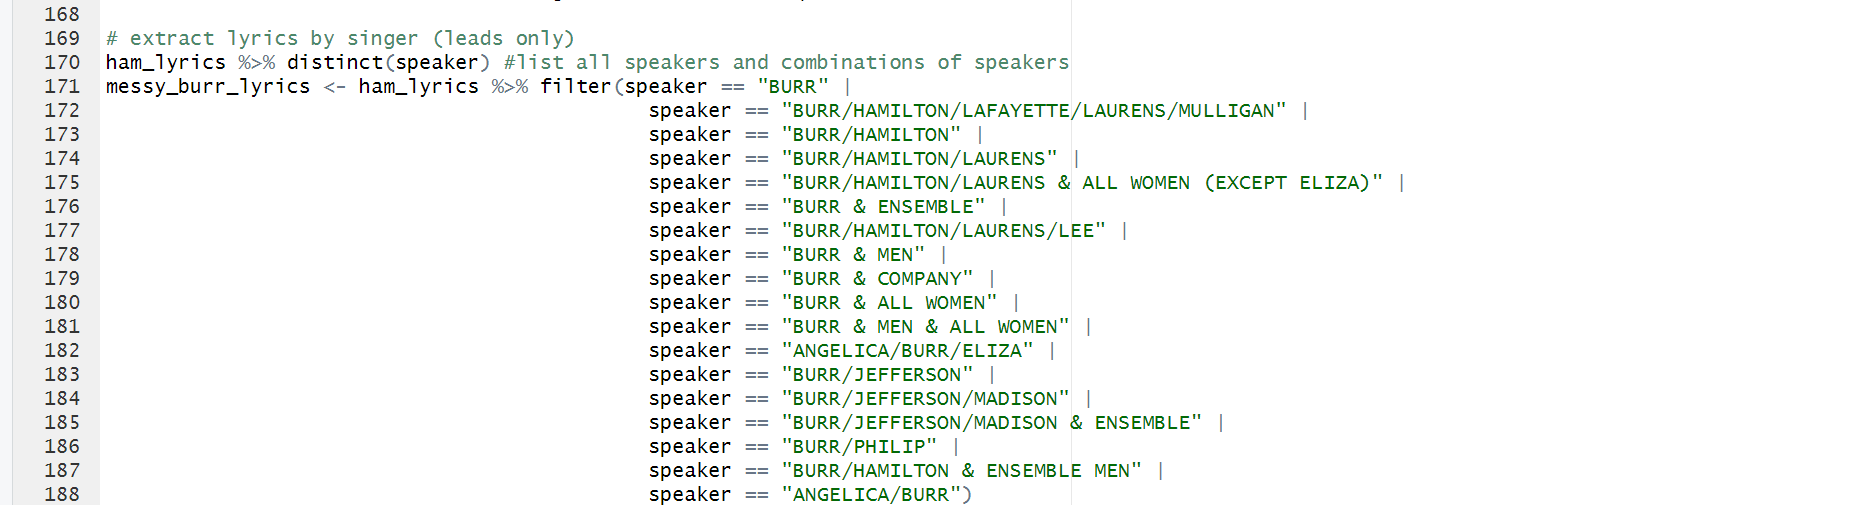 168
169 # extract lyrics by singer (leads only)
170 ham_lyrics %>% distinct(speaker) #list all speakers and combinations of speakers
171 messy_burr_lyrics <- ham_lyrics %>% filter(speaker == "BURR" |
172 speaker == "BURR/HAMILTON/LAFAYETTE/LAURENS/MULLIGAN" |
173 speaker == "BURR/HAMILTON" |
174 speaker == "BURR/HAMILTON/LAURENS" |
175 speaker == "BURR/HAMILTON/LAURENS & ALL WOMEN (EXCEPT ELIZA)" |
176 speaker == "BURR & ENSEMBLE" |
177 speaker == "BURR/HAMILTON/LAURENS/LEE" |
178 speaker == "BURR & MEN" |
179 speaker == "BURR & COMPANY" |
180 speaker == "BURR & ALL WOMEN" |
181 speaker == "BURR & MEN & ALL WOMEN" |
182 speaker == "ANGELICA/BURR/ELIZA" |
183 speaker == "BURR/JEFFERSON" |
184 speaker == "BURR/JEFFERSON/MADISON" |
185 speaker == "BURR/JEFFERSON/MADISON & ENSEMBLE" |
186 speaker == "BURR/PHILIP" |
187 speaker == "BURR/HAMILTON & ENSEMBLE MEN" |
188 speaker == "ANGELICA/BURR")